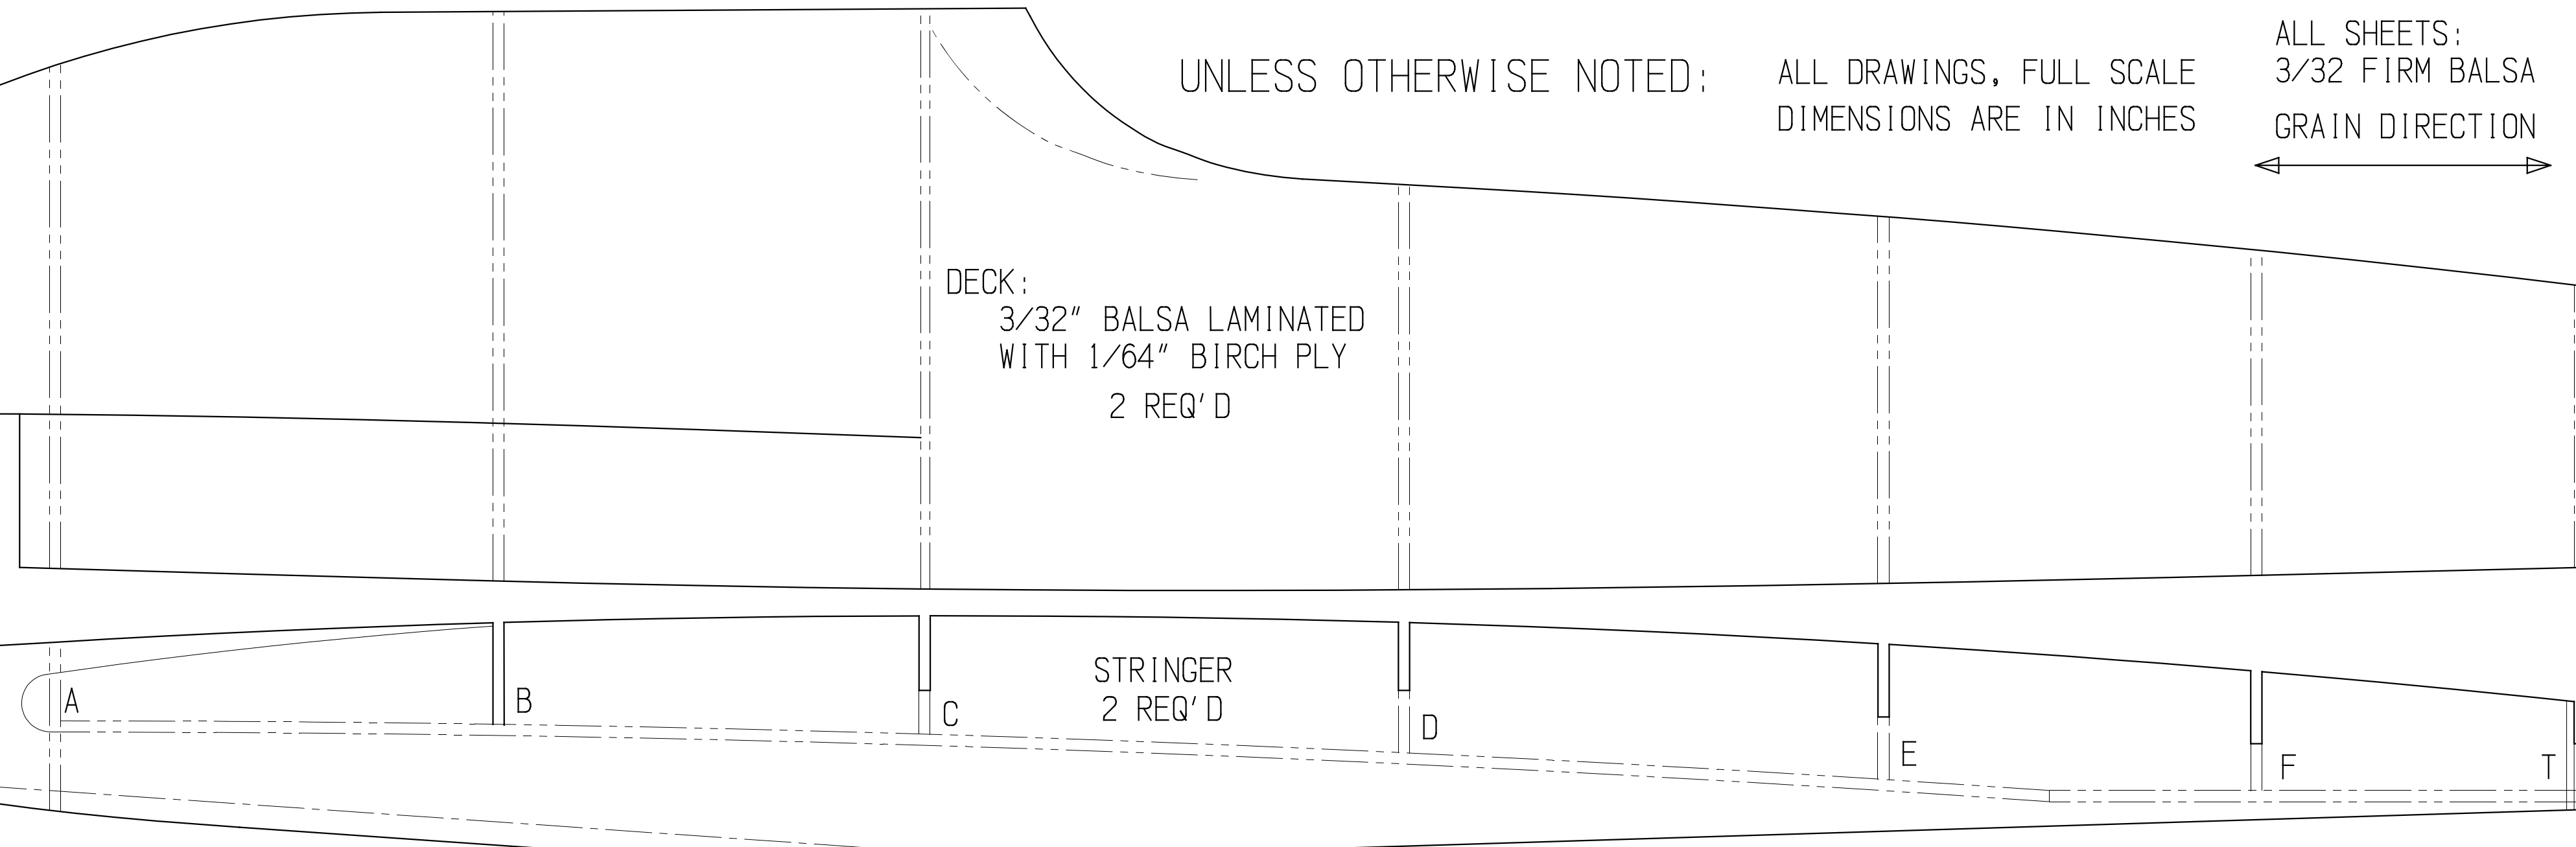 UNLESS OTHERWISE NOTED:
ALL DRAWINGS, FULL SCALE
DIMENSIONS ARE IN INCHES
ALL SHEETS:
3/32 FIRM BALSA
GRAIN DIRECTION
DECK:
3/32" BALSA LAMINATED
WITH 1/64" BIRCH PLY
2 REQ'D
STRINGER
2 REQ'D
A
B
C
D
E
F
T